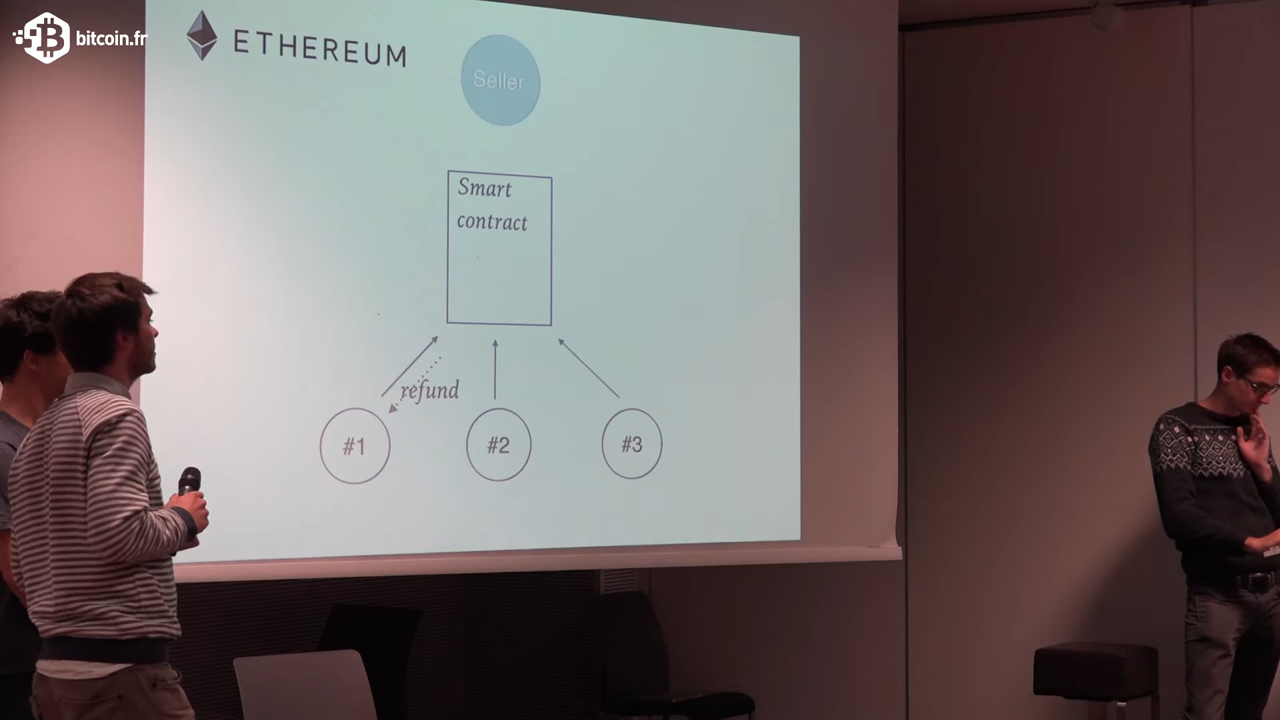 bitcoin.fr
ETHEREUM
Seller
Smart
contract
refund
#1
#2
#3